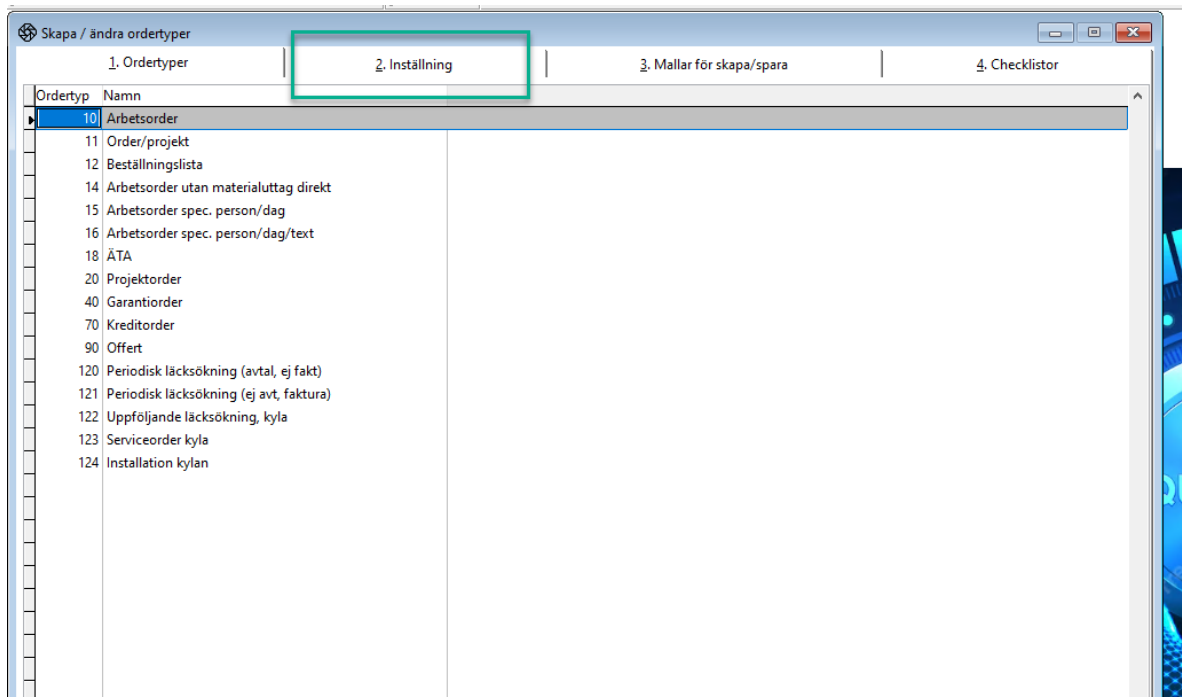 Skapa / ändra ordertyper
1. Ordertyper 2. Inställning 3. Mallar för skapa/spara 4. Checklistor
Ordertyp Namn
10 Arbetsorder
11 Order/projekt
12 Beställningslista
14 Arbetsorder utan materialuttag direkt
15 Arbetsorder spec. person/dag
16 Arbetsorder spec. person/dag/text
18 ÄTA
20 Projektorder
40 Garantiorder
70 Kreditorder
90 Offert
120 Periodisk läcksökning (avtal, ej fakt)
121 Periodisk läcksökning (ej avt, faktura)
122 Uppföljande läcksökning, kyla
123 Serviceorder kyla
124 Installation kylan